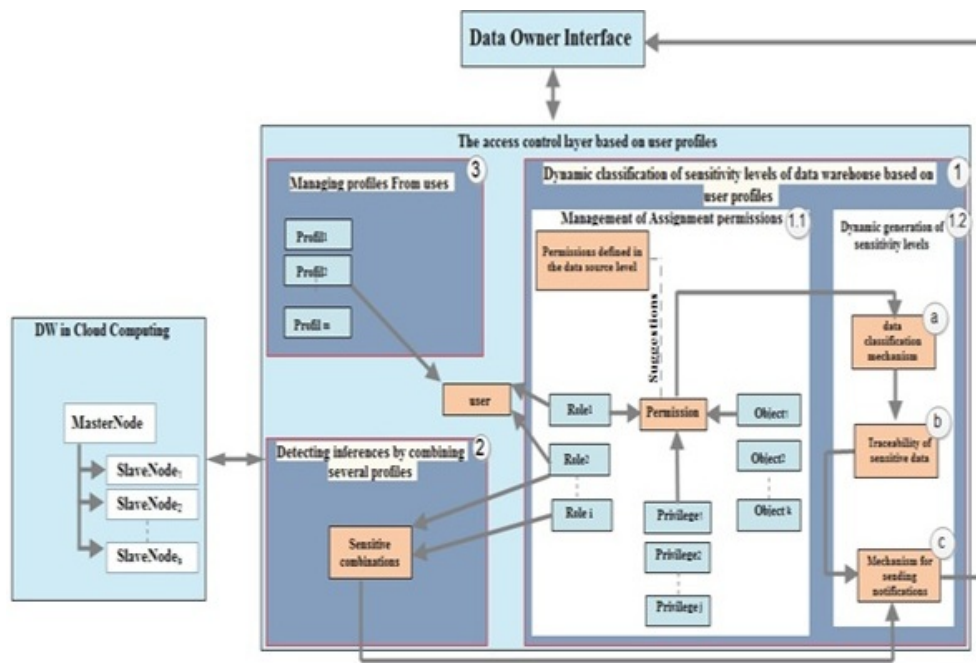 Data Owner Interface
The access control layer based on user profiles
3
Managing profiles From uses
Profil1
Profil2
Profil m
1
Dynamic classification of sensitivity levels of data warehouse based on
user profiles
Management of Assignment permissions
1.1
Permissions defined in
the data source level
Suggestions
1.2
Dynamic generation of
sensitivity levels
a
data
classification
mechanism
DW in Cloud Computing
MasterNode
SlaveNode1
SlaveNode2
SlaveNoden
user
Role1
Permission
Object1
Role2
Object2
Role i
Object k
Privilege1
Privilege2
Privilege j
b
Traceability of
sensitive data
2
Detecting inferences by combining
several profiles
Sensitive
combinations
c
Mechanism for
sending
notifications